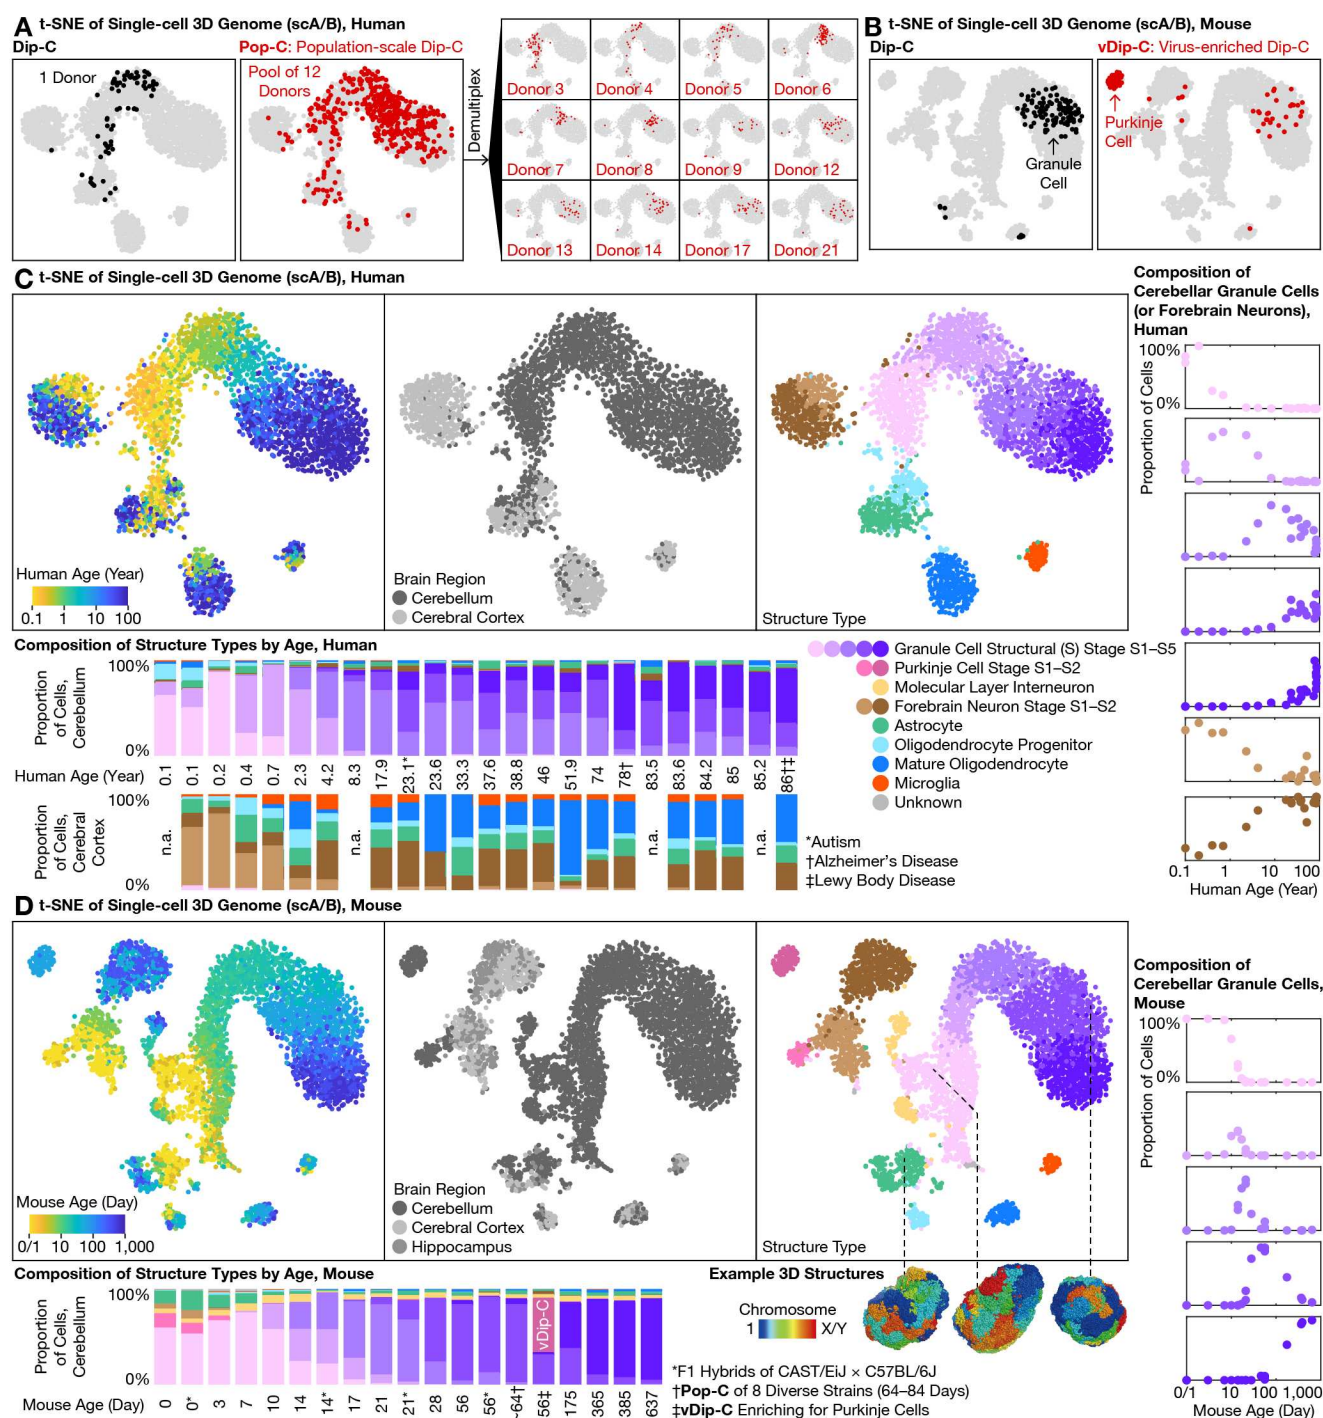 A t-SNE of Single-cell 3D Genome (scA/B), Human
Dip-C
Pop-C: Population-scale Dip-C
1 Donor
Pool of 12
Donors
Demultiplex
Donor 3
Donor 4
Donor 5
Donor 6
Donor 7
Donor 8
Donor 9
Donor 12
Donor 13
Donor 14
Donor 17
Donor 21
B t-SNE of Single-cell 3D Genome (scA/B), Mouse
Dip-C
vDip-C: Virus-enriched Dip-C
Granule
Cell
Purkinje
Cell
C t-SNE of Single-cell 3D Genome (scA/B), Human
Human Age (Year)
0.1 1 10 100
Brain Region
Cerebellum
Cerebral Cortex
Structure Type
Composition of
Cerebellar Granule Cells
(or Forebrain Neurons),
Human
100%
0%
Proportion of Cells
0.1 1 10 100
Human Age (Year)
Composition of Structure Types by Age, Human
Proportion
of Cells,
Cerebellum
100%
0%
Human Age (Year) 0.1 0.1 0.2 0.4 0.7 2.3 4.2 8.3 17.9 23.1* 23.6 33.3 37.6 38.8 46 51.9 74 78† 83.5 83.6 84.2 85 85.2 86†‡
Proportion
of Cells,
Cerebral
Cortex
100%
0%
n.a. n.a. n.a. n.a.
Granule Cell Structural (S) Stage S1–S5
Purkinje Cell Stage S1–S2
Molecular Layer Interneuron
Forebrain Neuron Stage S1–S2
Astrocyte
Oligodendrocyte Progenitor
Mature Oligodendrocyte
Microglia
Unknown
*Autism
†Alzheimer's Disease
‡Lewy Body Disease
D t-SNE of Single-cell 3D Genome (scA/B), Mouse
Mouse Age (Day)
0/1 10 100 1,000
Brain Region
Cerebellum
Cerebral Cortex
Hippocampus
Structure Type
Composition of
Cerebellar Granule Cells,
Mouse
100%
0%
Proportion of Cells
0/1 10 100 1,000
Mouse Age (Day)
Composition of Structure Types by Age, Mouse
Proportion
of Cells,
Cerebellum
100%
0%
vDip-C
Mouse Age (Day) 0 0* 3 7 10 14 14* 17 21 21* 28 56 56* ~64† 56‡ 175 365 385 637
Example 3D Structures
Chromosome
1 X/Y
*F1 Hybrids of CAST/EiJ × C57BL/6J
†Pop-C of 8 Diverse Strains (64–84 Days)
‡vDip-C Enriching for Purkinje Cells